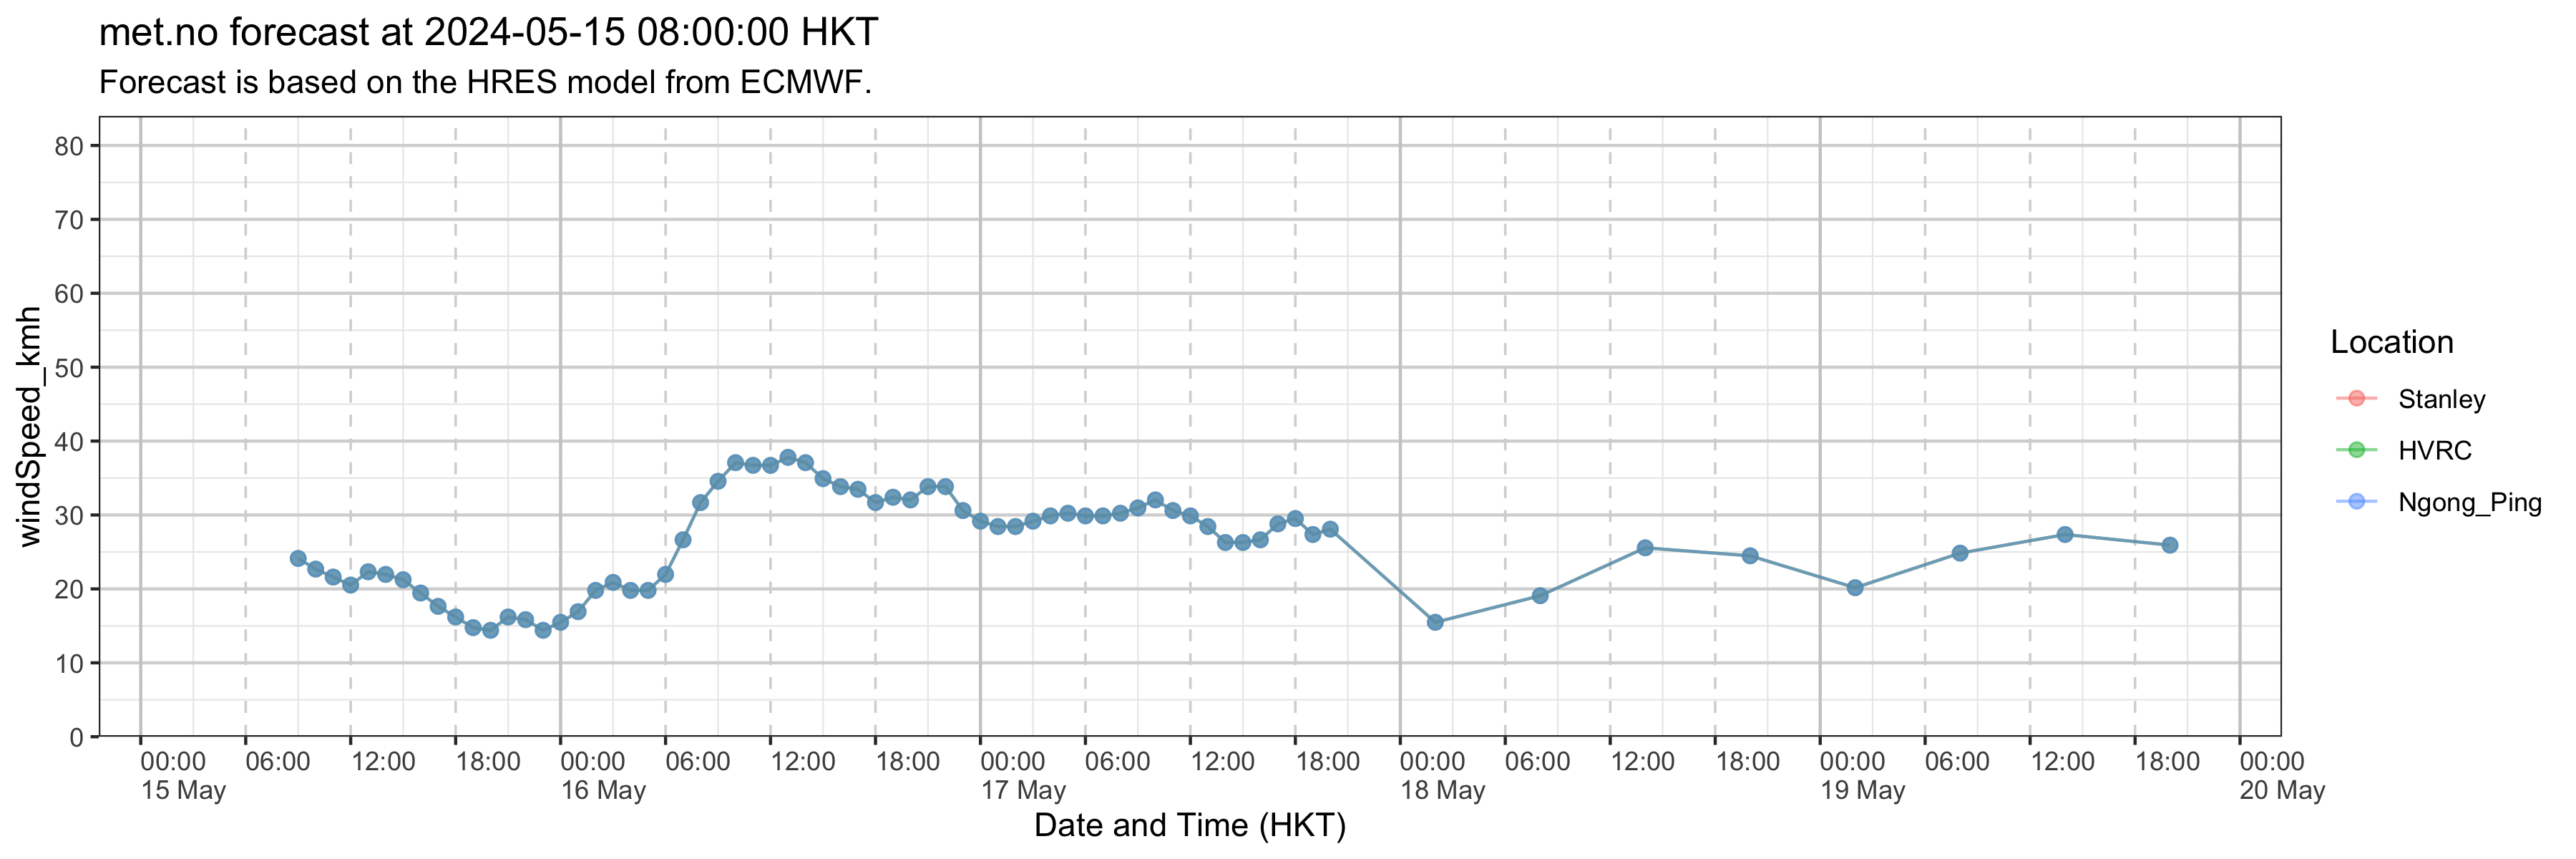 met.no forecast at 2024-05-15 08:00:00 HKT
Forecast is based on the HRES model from ECMWF.
windSpeed_kmh
80
70
60
50
40
30
20
10
0
00:00 06:00 12:00 18:00 00:00 06:00 12:00 18:00 00:00 06:00 12:00 18:00 00:00 06:00 12:00 18:00 00:00 06:00 12:00 18:00 00:00
15 May 16 May 17 May 18 May 19 May 20 May
Date and Time (HKT)
Location
Stanley
HVRC
Ngong_Ping